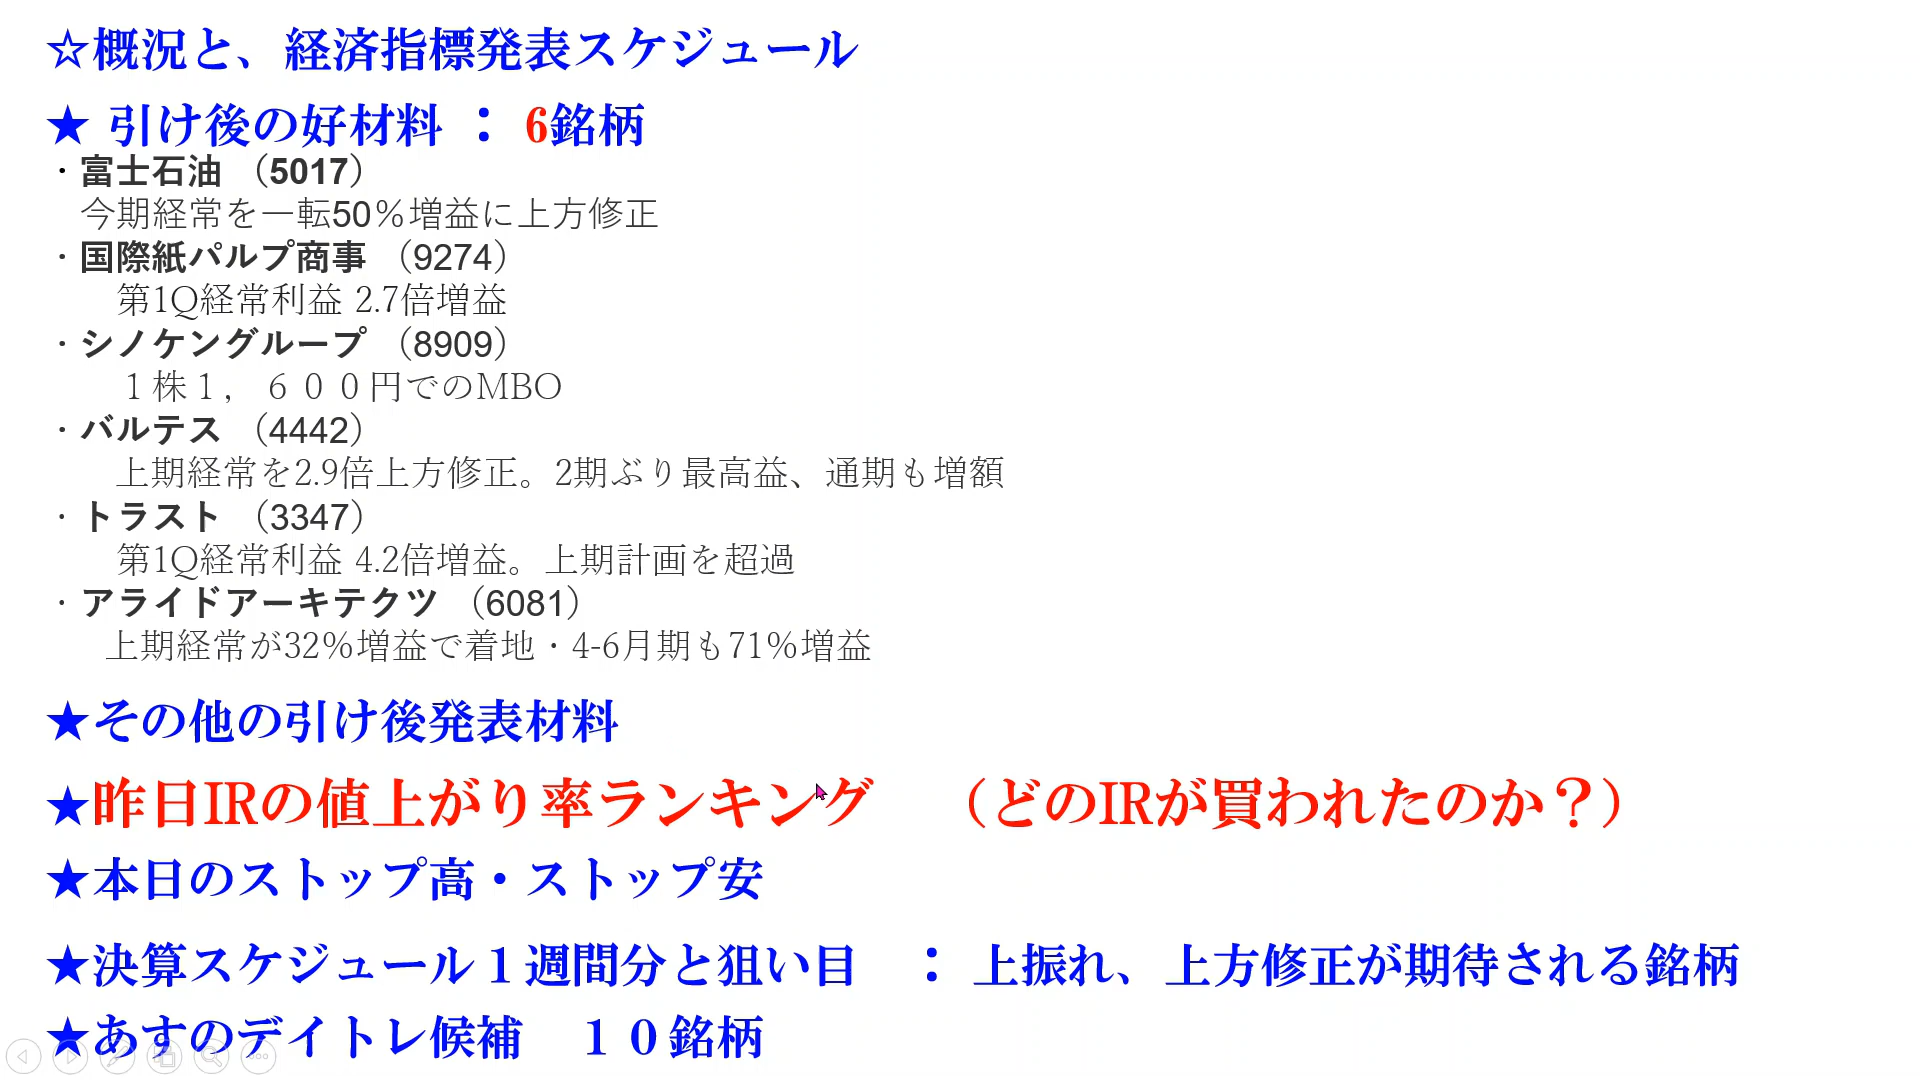 ☆概況と、経済指標発表スケジュール
★ 引け後の好材料 ： 6銘柄
・富士石油 （5017）
今期経常を一転50％増益に上方修正
・国際紙パルプ商事 （9274）
第1Q経常利益 2.7倍増益
・シノケングループ （8909）
１株１，６００円でのMBO
・バルテス （4442）
上期経常を2.9倍上方修正。2期ぶり最高益、通期も増額
・トラスト （3347）
第1Q経常利益 4.2倍増益。上期計画を超過
・アライドアーキテクツ （6081）
上期経常が32％増益で着地・4-6月期も71％増益
★その他の引け後発表材料
★昨日IRの値上がり率ランキング　（どのIRが買われたのか？）
★本日のストップ高・ストップ安
★決算スケジュール１週間分と狙い目　： 上振れ、上方修正が期待される銘柄
★あすのデイトレ候補　１０銘柄